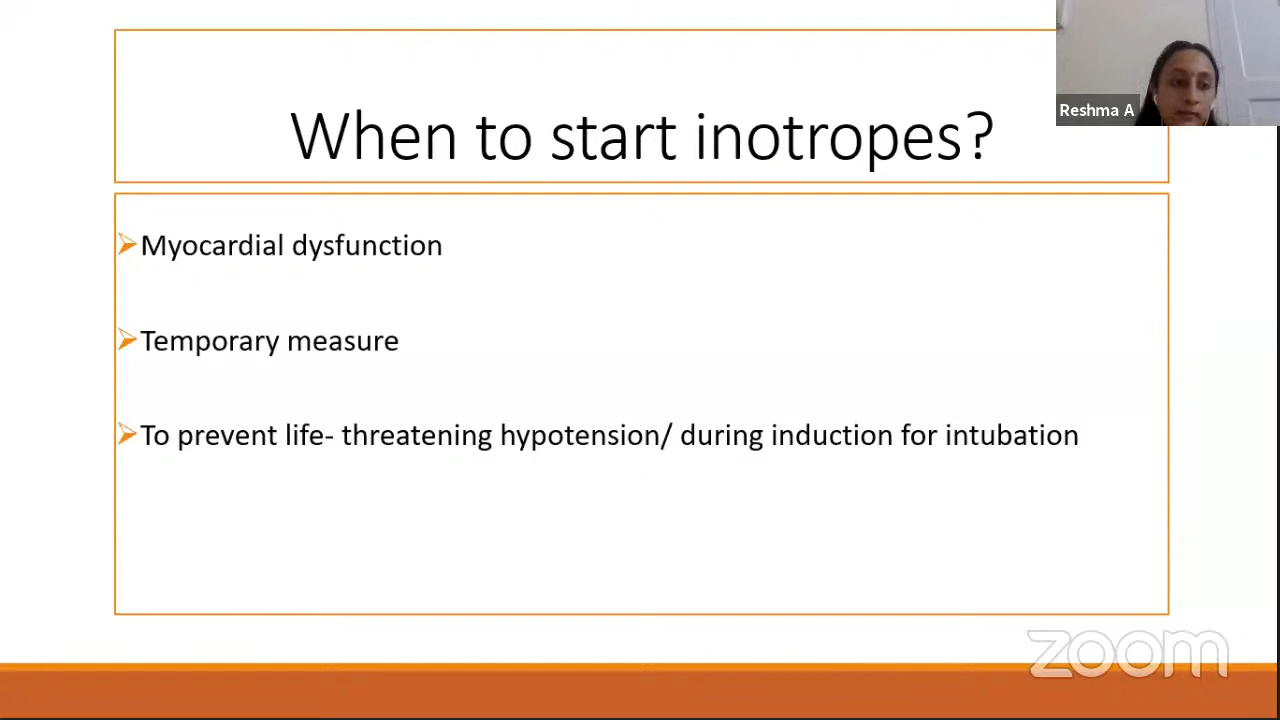 Reshma A
When to start inotropes?
Myocardial dysfunction
Temporary measure
To prevent life- threatening hypotension/ during induction for intubation
zoom